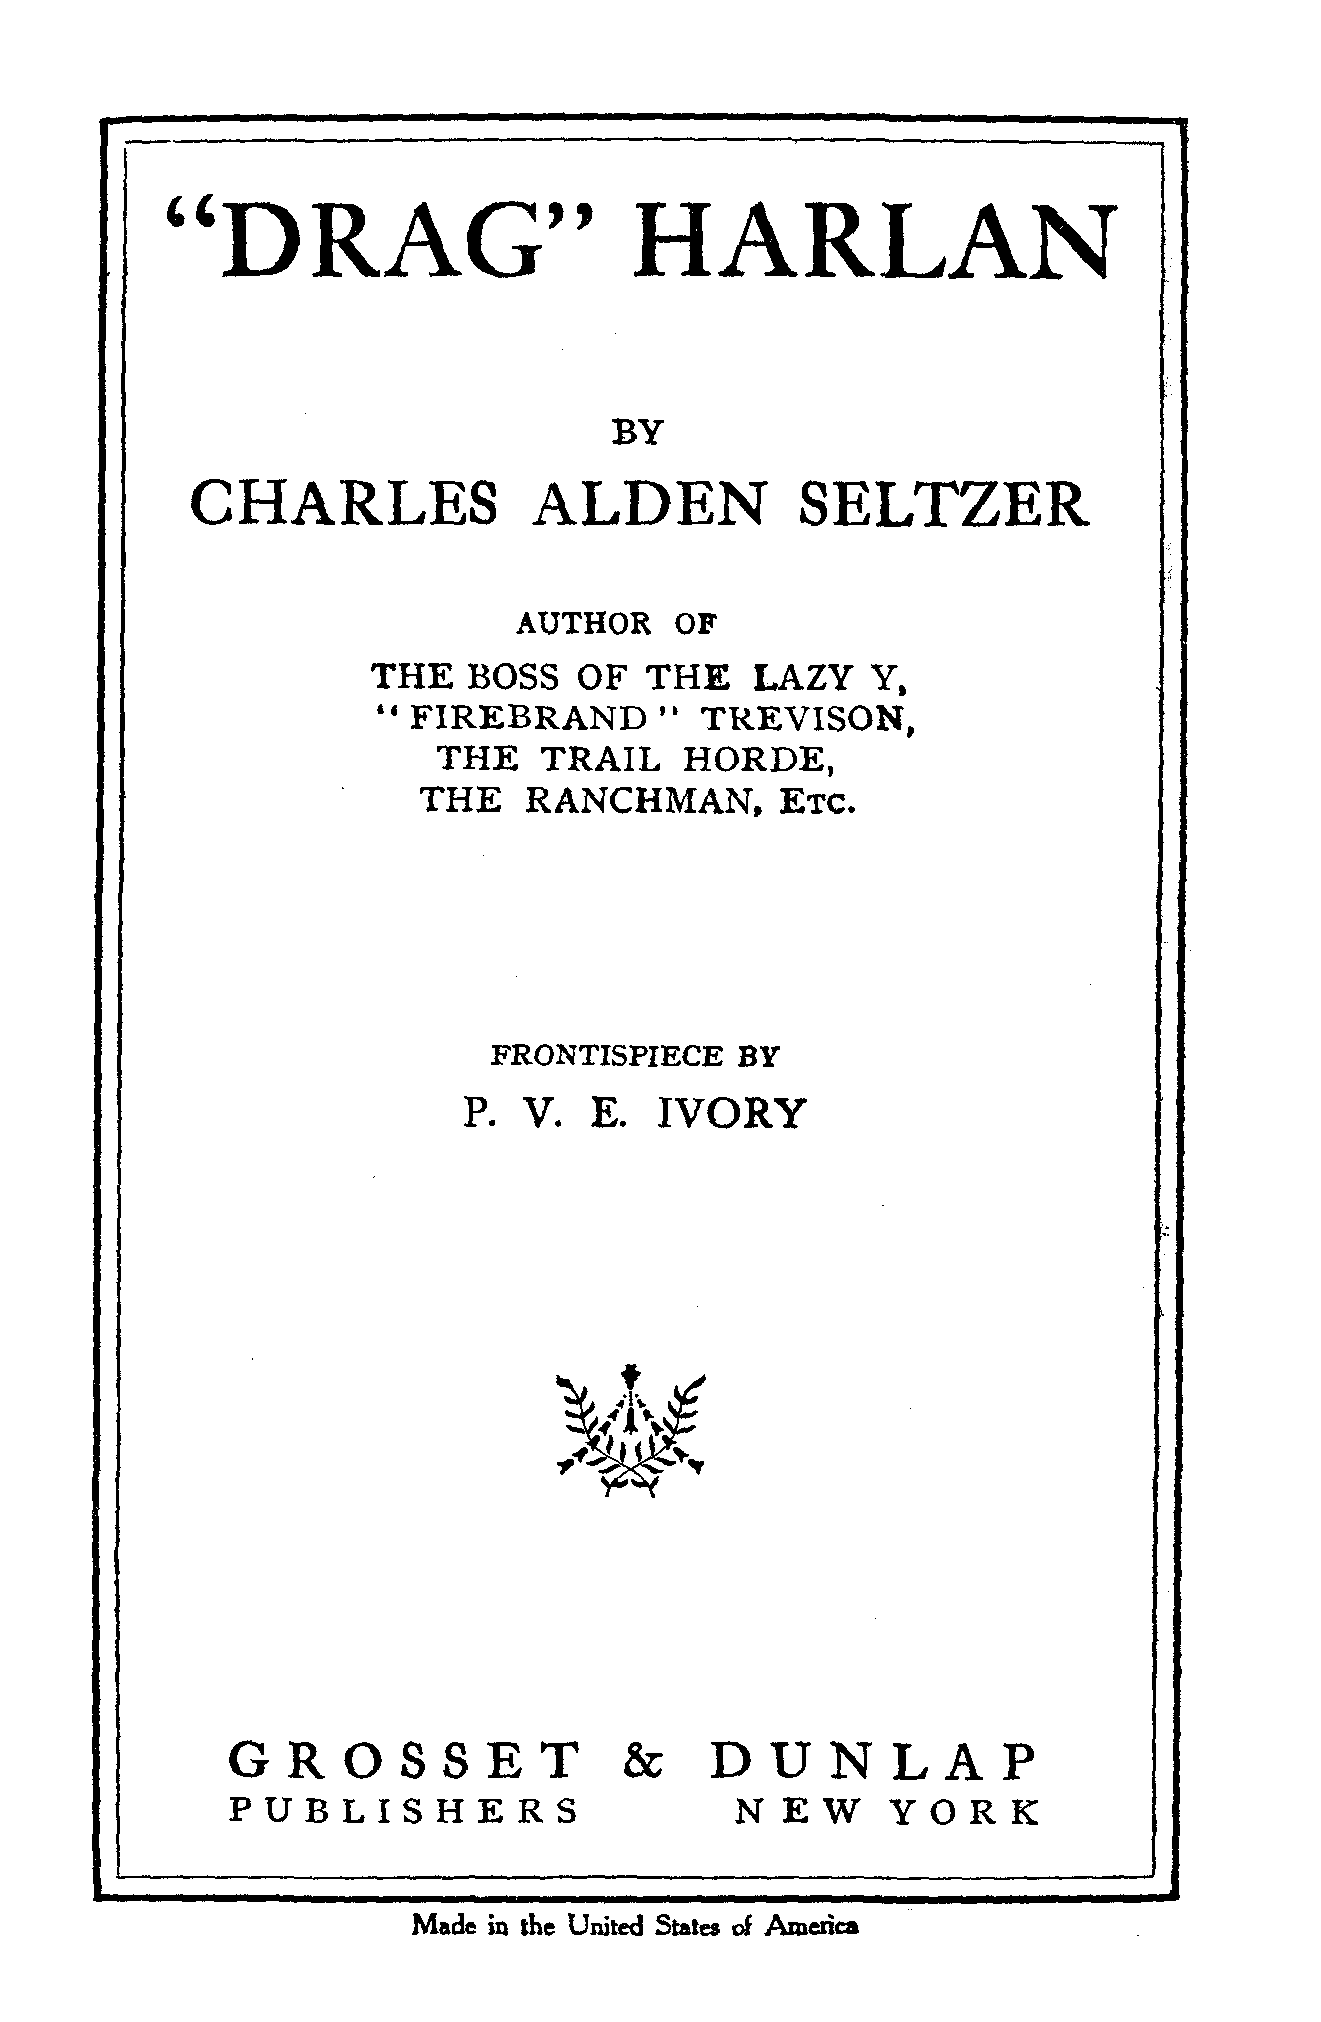 “DRAG” HARLAN
BY
CHARLES ALDEN SELTZER
AUTHOR OF
THE BOSS OF THE LAZY Y,
“FIREBRAND” TREVISON,
THE TRAIL HORDE,
THE RANCHMAN, ETC.
FRONTISPIECE BY
P. V. E. IVORY
GROSSET & DUNLAP
PUBLISHERS NEW YORK
Made in the United States of America